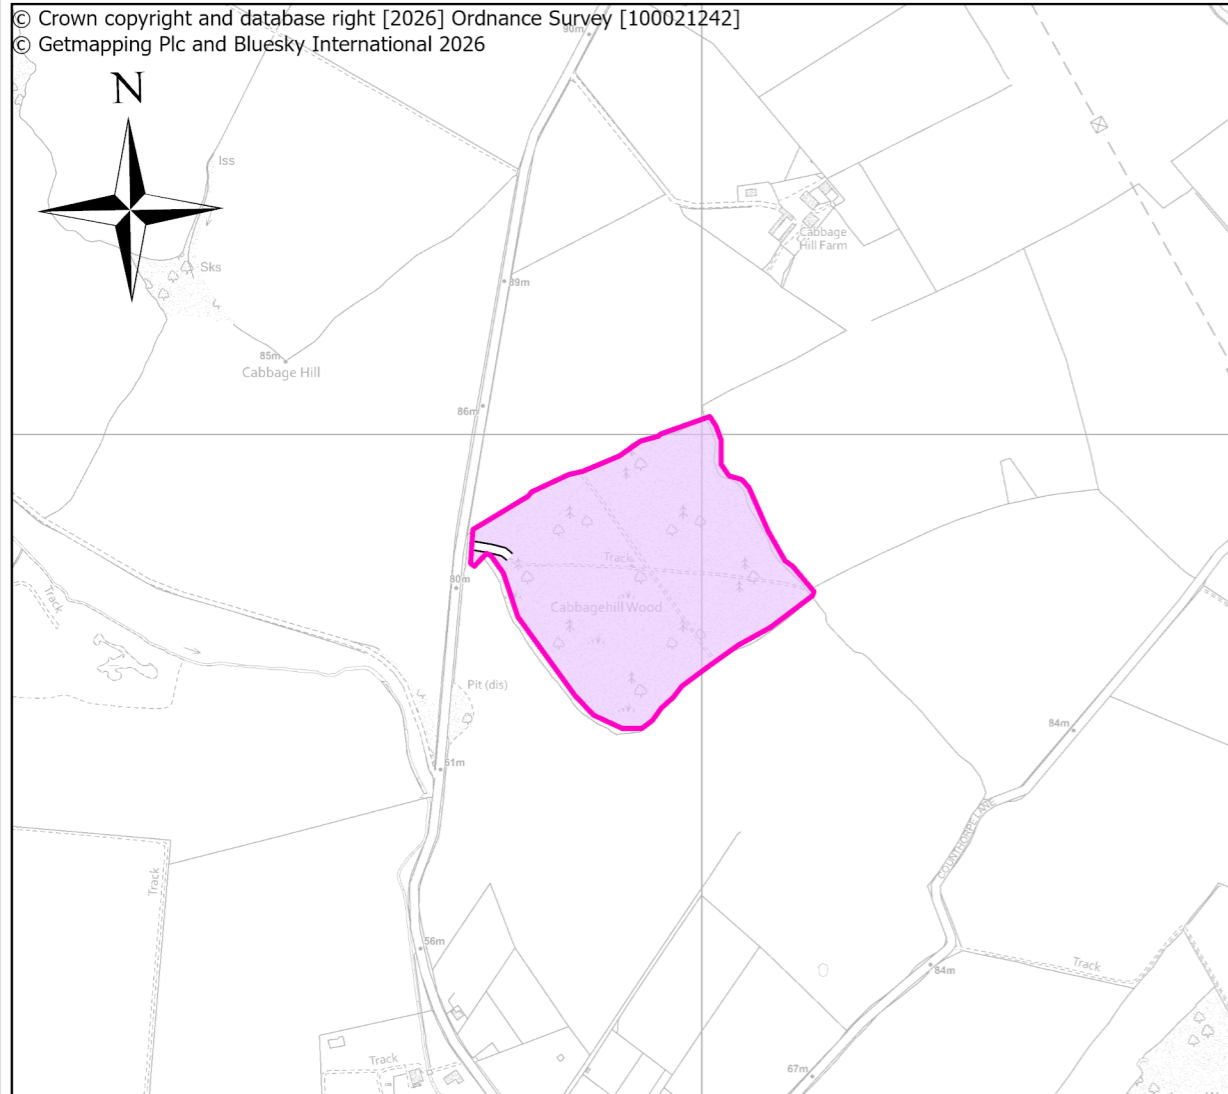 © Crown copyright and database right [2026] Ordnance Survey [100021242]
© Getmapping Plc and Bluesky International 2026
90m
N
Iss
Sks
Cabbage
Hill Farm
89m
85m
Cabbage Hill
86m
Track
80m
Track
Cabbagehill Wood
Pit (dis)
84m
61m
COUNTHORPE LANE
Track
56m
Track
84m
Track
67m